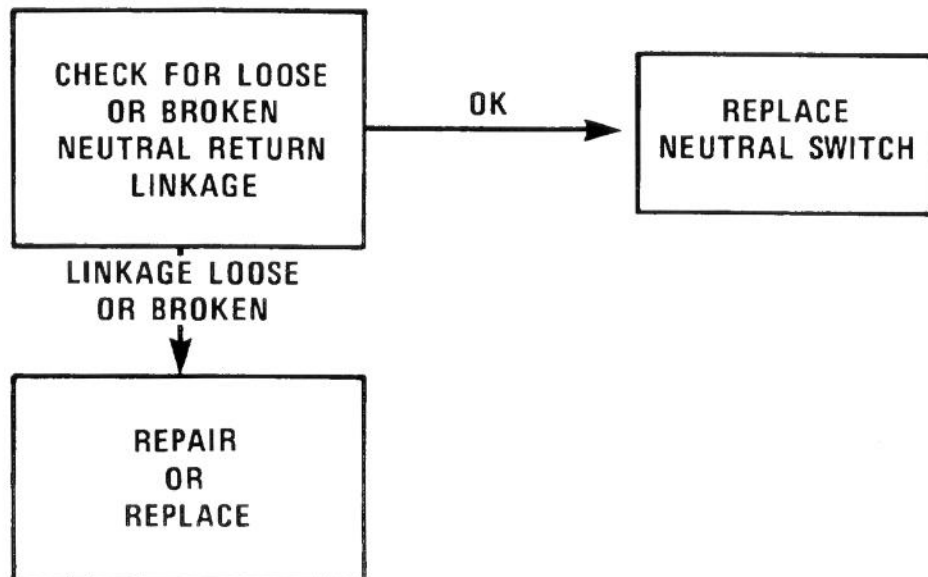 CHECK FOR LOOSE
OR BROKEN
NEUTRAL RETURN
LINKAGE
OK
REPLACE
NEUTRAL SWITCH
LINKAGE LOOSE
OR BROKEN
REPAIR
OR
REPLACE